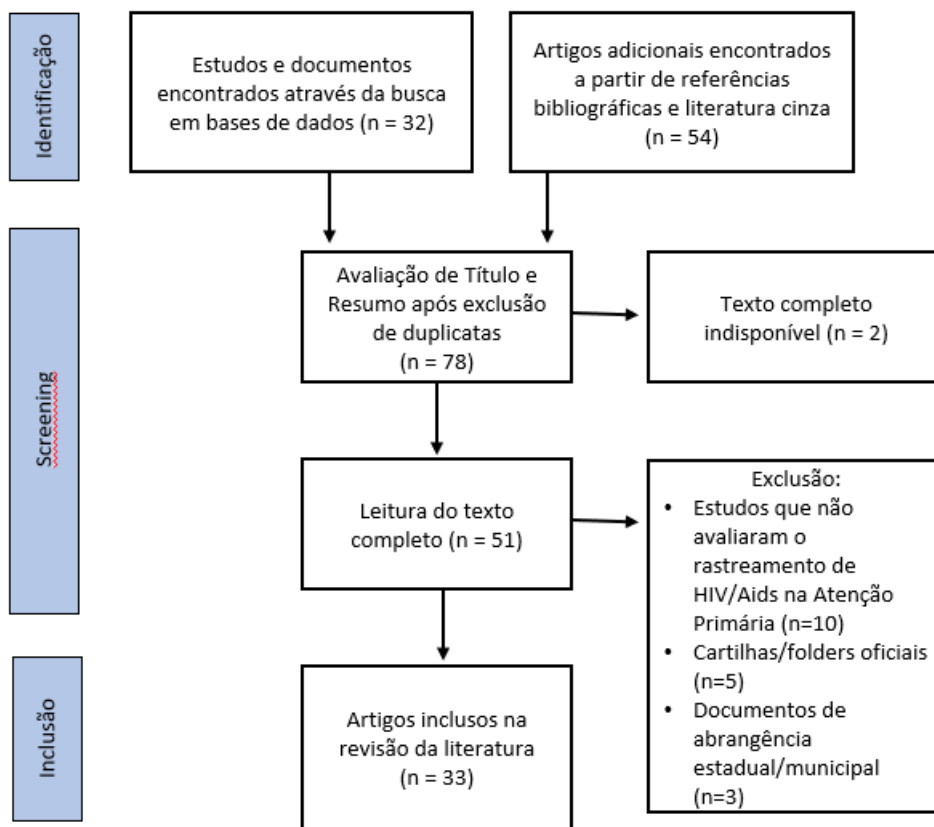 Identificação
Estudos e documentos
encontrados através da busca
em bases de dados (n = 32)
Artigos adicionais encontrados
a partir de referências
bibliográficas e literatura cinza
(n = 54)
Screening
Avaliação de Título e
Resumo após exclusão
de duplicatas
(n = 78)
Texto completo
indisponível (n = 2)
Leitura do texto
completo (n = 51)
Exclusão:
• Estudos que não
avaliaram o
rastreamento de
HIV/Aids na Atenção
Primária (n=10)
• Cartilhas/folders oficiais
(n=5)
• Documentos de
abrangência
estadual/municipal
(n=3)
Inclusão
Artigos inclusos na
revisão da literatura
(n = 33)